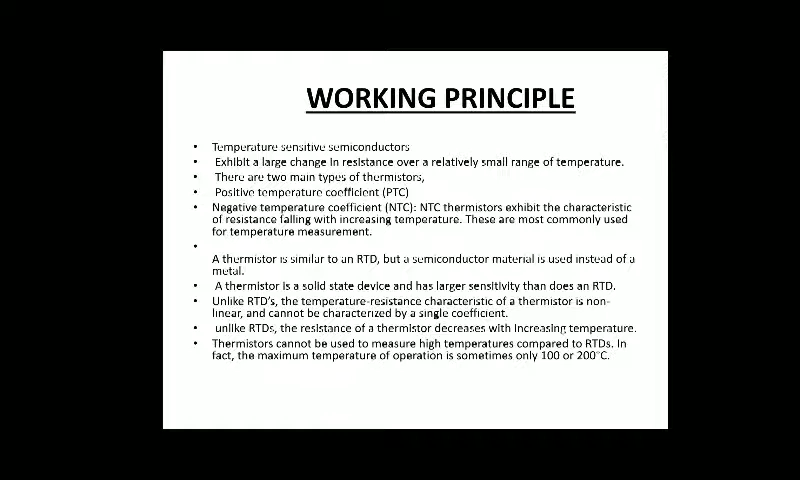 WORKING PRINCIPLE
• Temperature sensitive semiconductors
• Exhibit a large change in resistance over a relatively small range of temperature.
• There are two main types of thermistors,
• Positive temperature coefficient (PTC)
• Negative temperature coefficient (NTC): NTC thermistors exhibit the characteristic
of resistance falling with increasing temperature. These are most commonly used
for temperature measurement.
•
A thermistor is similar to an RTD, but a semiconductor material is used instead of a
metal.
• A thermistor is a solid state device and has larger sensitivity than does an RTD.
• Unlike RTD's, the temperature-resistance characteristic of a thermistor is non-
linear, and cannot be characterized by a single coefficient.
• unlike RTDs, the resistance of a thermistor decreases with increasing temperature.
• Thermistors cannot be used to measure high temperatures compared to RTDs. In
fact, the maximum temperature of operation is sometimes only 100 or 200°C.